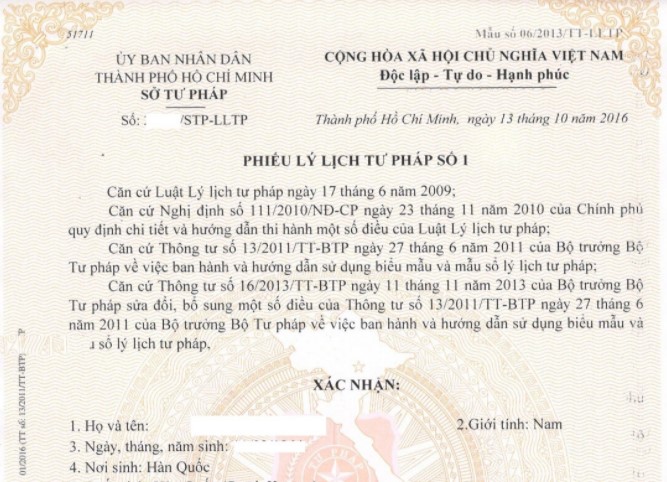 51711
Mẫu số 06/2013/TT-LLTP
ỦY BAN NHÂN DÂN
THÀNH PHỐ HỒ CHÍ MINH
SỞ TƯ PHÁP
CỘNG HÒA XÃ HỘI CHỦ NGHĨA VIỆT NAM
Độc lập - Tự do - Hạnh phúc
Số: /STP-LLTP
Thành phố Hồ Chí Minh, ngày 13 tháng 10 năm 2016
PHIẾU LÝ LỊCH TƯ PHÁP SỐ 1
Căn cứ Luật Lý lịch tư pháp ngày 17 tháng 6 năm 2009;
Căn cứ Nghị định số 111/2010/NĐ-CP ngày 23 tháng 11 năm 2010 của Chính phủ
quy định chi tiết và hướng dẫn thi hành một số điều của Luật Lý lịch tư pháp;
Căn cứ Thông tư số 13/2011/TT-BTP ngày 27 tháng 6 năm 2011 của Bộ trưởng Bộ
Tư pháp về việc ban hành và hướng dẫn sử dụng biểu mẫu và mẫu sổ lý lịch tư pháp;
Căn cứ Thông tư số 16/2013/TT-BTP ngày 11 tháng 11 năm 2013 của Bộ trưởng Bộ
Tư pháp sửa đổi, bổ sung một số điều của Thông tư số 13/2011/TT-BTP ngày 27 tháng 6
năm 2011 của Bộ trưởng Bộ Tư pháp về việc ban hành và hướng dẫn sử dụng biểu mẫu và
sổ lý lịch tư pháp,
XÁC NHẬN:
1. Họ và tên:
2.Giới tính: Nam
3. Ngày, tháng, năm sinh:
4. Nơi sinh: Hàn Quốc
01/2016 (TT số: 13/2011/TT-BTP)
TƯ PHÁP